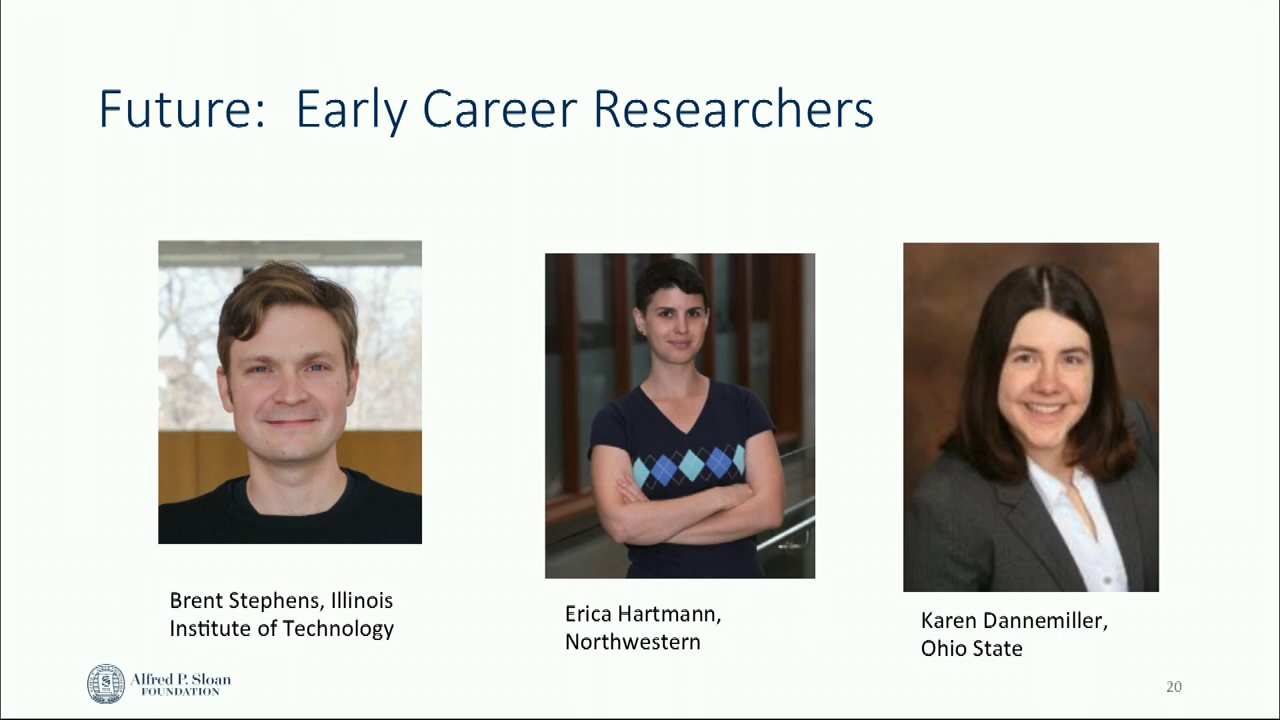 Future:  Early Career Researchers
Brent Stephens, Illinois
Institute of Technology
Erica Hartmann,
Northwestern
Karen Dannemiller,
Ohio State
Alfred P. Sloan
FOUNDATION
20